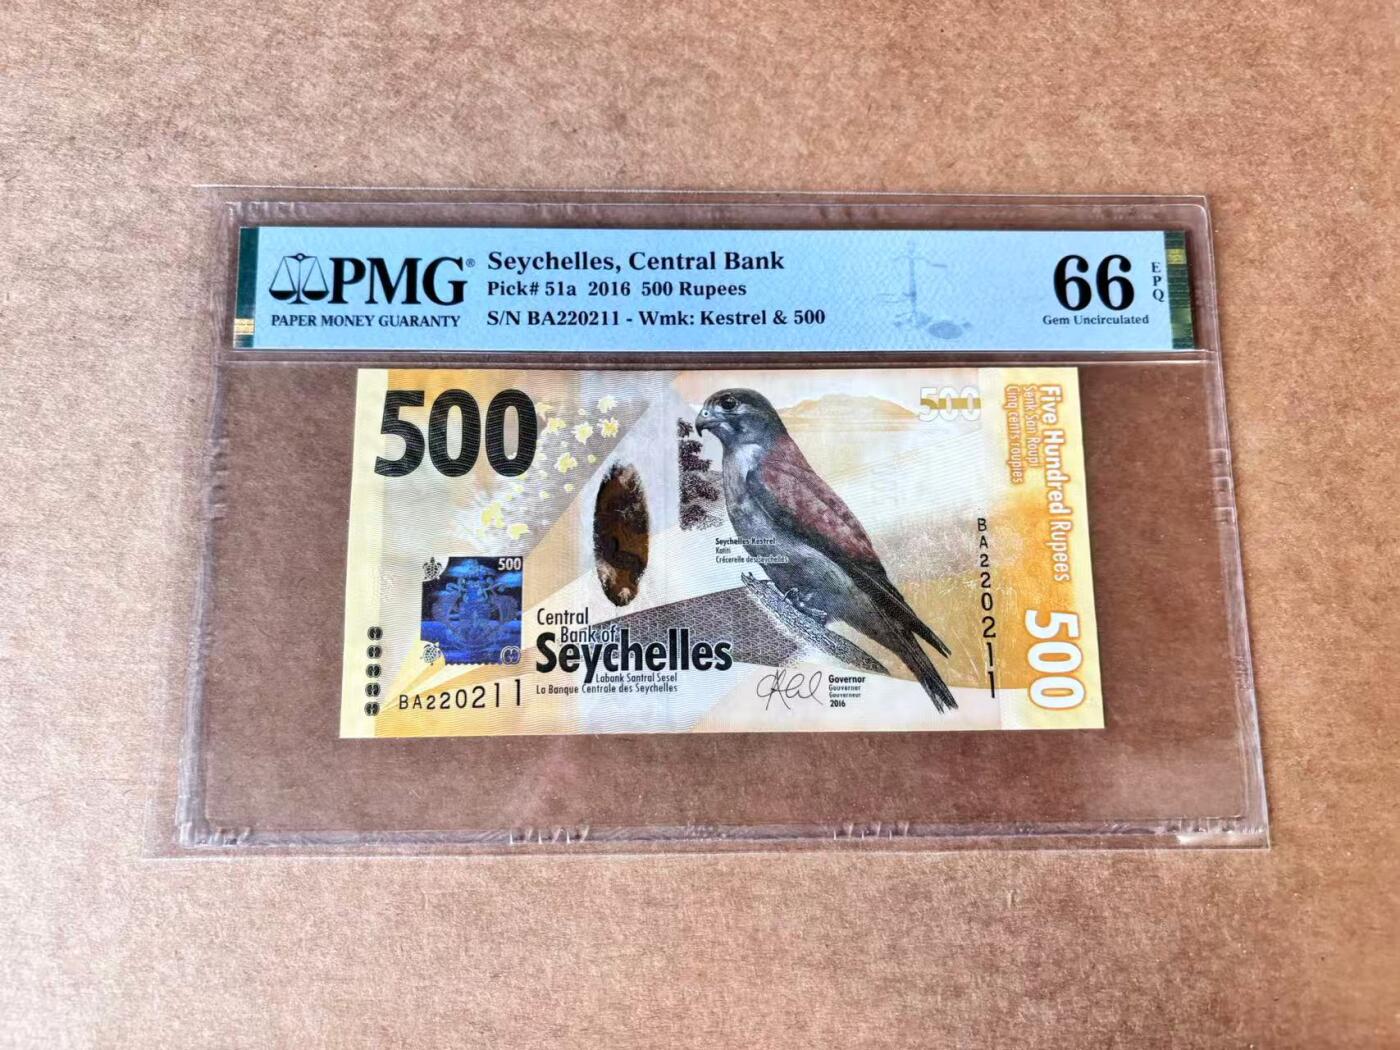 PMG®
PAPER MONEY GUARANTY
Seychelles, Central Bank
Pick# 51a 2016 500 Rupees
S/N BA220211 - Wmk: Kestrel & 500
66
EPQ
Gem Uncirculated
500
500
Five Hundred Rupees
Senk San Roupi
Cinq cents roupies
500
BA220211
Seychelles Kestrel
Katiti
Crécerelle des Seychelles
500
Central
Bank of
Seychelles
Labank Santral Sesel
La Banque Centrale des Seychelles
BA220211
Governor
Gouverner
Gouverneur
2016